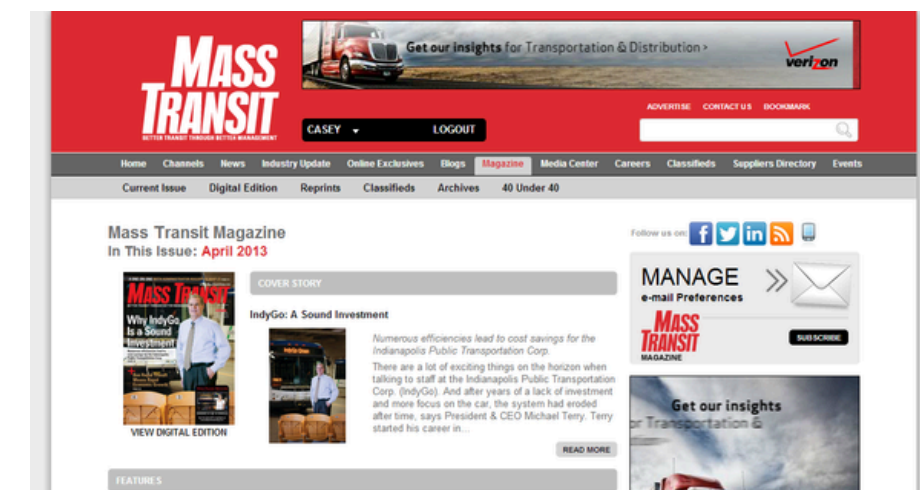 Get our insights for Transportation & Distribution >
verizon
MASS
TRANSIT
BETTER TRANSIT THROUGH BETTER MANAGEMENT
ADVERTISE CONTACT US BOOKMARK
CASEY LOGOUT
Home Channels News Industry Update Online Exclusives Blogs Magazine Media Center Careers Classifieds Suppliers Directory Events
Current Issue Digital Edition Reprints Classifieds Archives 40 Under 40
Mass Transit Magazine
In This Issue: April 2013
Follow us on:
COVER STORY
MASS TRANSIT
Why IndyGo
Is a Sound
Investment
VIEW DIGITAL EDITION
IndyGo: A Sound Investment
Numerous efficiencies lead to cost savings for the
Indianapolis Public Transportation Corp.
There are a lot of exciting things on the horizon when
talking to staff at the Indianapolis Public Transportation
Corp. (IndyGo). And after years of a lack of investment
and more focus on the car, the system had eroded
after time, says President & CEO Michael Terry. Terry
started his career in...
READ MORE
FEATURES
MANAGE
e-mail Preferences
MASS
TRANSIT
MAGAZINE
SUBSCRIBE
Get our insights
or Transportation &